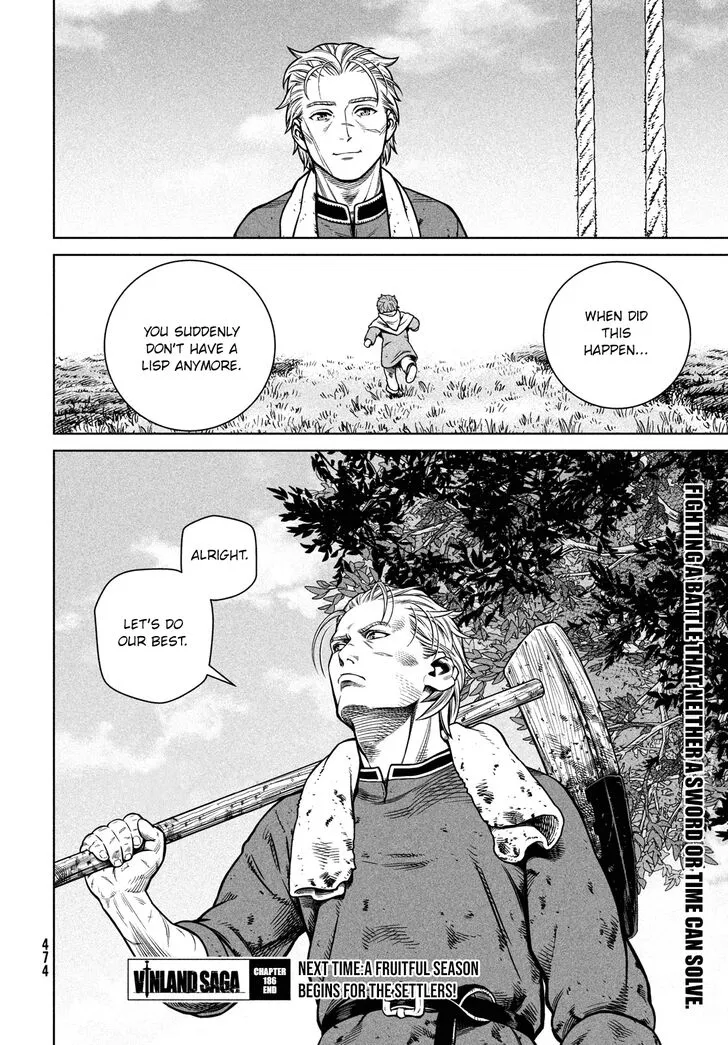 WHEN DID
THIS
HAPPEN...
YOU SUDDENLY
DON'T HAVE A
LISP ANYMORE.
ALRIGHT.
LET'S DO
OUR BEST.
FIGHTING A BATTLE THAT NEITHER A SWORD OR TIME CAN SOLVE.
474
VINLAND SAGA
CHAPTER
186
END
NEXT TIME:A FRUITFUL SEASON
BEGINS FOR THE SETTLERS!